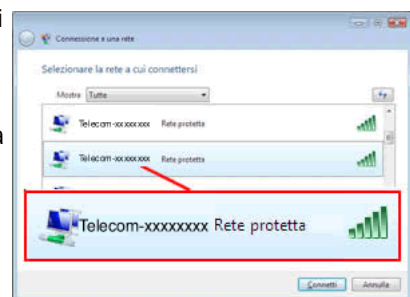 i
Connessione a una rete
Selezionare la rete a cui connettersi
Mostra Tutte
a
Telecom-xxxxxxxx Rete protetta
Telecom-xxxxxxxx Rete protetta
Telecom-xxxxxxxx Rete protetta
Connetti Annulla